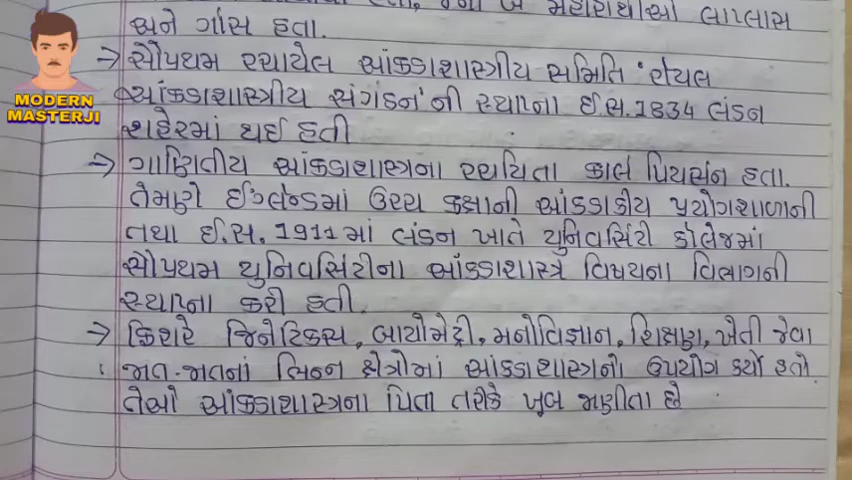 મહારાથીઓ લાપ્લાસ
અને ગૉસ હતા.
→ સૌપ્રથમ રચાયેલ આંકડાશાસ્ત્રીય સમિતિ 'રોયલ
આંકડાશાસ્ત્રીય સંગઠન'ની સ્થાપના ઈ.સ.1834 લંડન
શહેરમાં થઈ હતી
→ ગાણિતીય આંકડાશાસ્ત્રના રચયિતા કાર્લ પિયર્સન હતા.
તેમણે ઈંગ્લેન્ડમાં ઉચ્ચ કક્ષાની આંકડાકીય પ્રયોગશાળાની
તથા ઈ.સ.1911માં લંડન ખાતે યુનિવર્સિટી કૉલેજમાં
સૌપ્રથમ યુનિવર્સિટીના આંકડાશાસ્ત્ર વિષયના વિભાગની
સ્થાપના કરી હતી.
→ ફિશરે જિનેટિકસ, બાયોમેટ્રી, મનોવિજ્ઞાન, શિક્ષણ, ખેતી જેવા
જાત-જાતનાં ભિન્ન ક્ષેત્રોમાં આંકડાશાસ્ત્રનો ઉપયોગ કર્યો હતો.
તેઓ આંકડાશાસ્ત્રના પિતા તરીકે ખૂબ જાણીતા છે
MODERN
MASTERJI